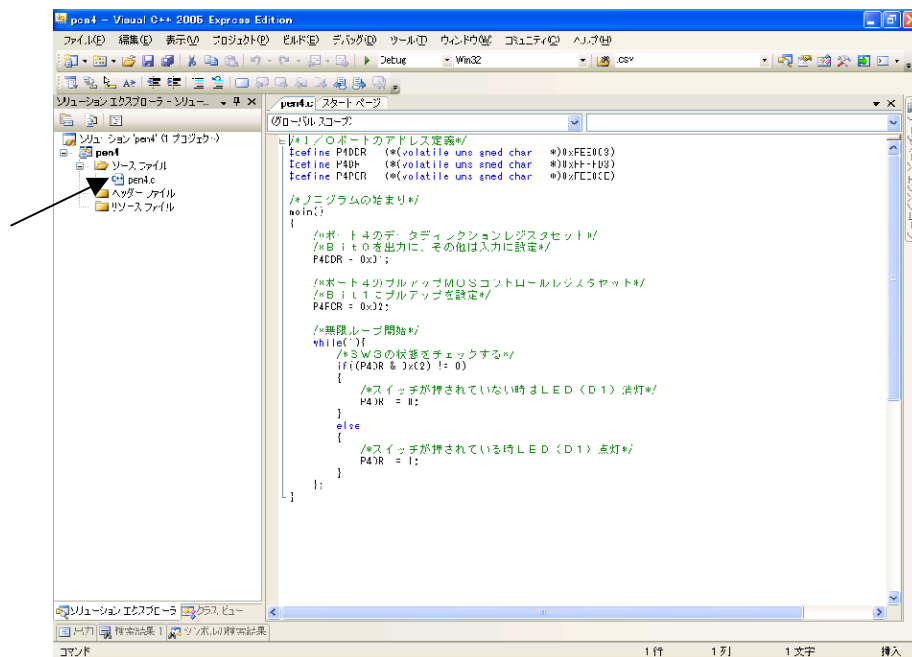 pen4 - Visual C++ 2005 Express Edition
ファイル(F) 編集(E) 表示(V) プロジェクト(P) ビルド(B) デバッグ(D) ツール(T) ウィンドウ(W) コミュニティ(C) ヘルプ(H)
Debug Win32 .csv
ソリューション エクスプローラ - ソリュー...
pen4.c スタート ページ
(グローバル スコープ)
ソリューション 'pen4' (1 プロジェクト)
pen4
ソース ファイル
pen4.c
ヘッダー ファイル
リソース ファイル
/*I／Oポートのアドレス定義*/
#define P4DDR (*(volatile unsigned char *)
#define P4DR (*(volatile unsigned char *)
#define P4PCR (*(volatile unsigned char *)
/*プログラムの始まり*/
main()
{
/*ポート4のデータディレクションレジスタセット*/
/*Bit0を出力に、その他は入力に設定*/
P4DDR = 0x01;
/*ポート4のプルアップMOSコントロールレジスタセット*/
/*Bit1にプルアップを設定*/
P4PCR = 0x02;
/*無限ループ開始*/
while(1){
/*SW3の状態をチェックする*/
if((P4DR & 0x02) != 0)
{
/*スイッチが押されていない時はLED（D1）消灯*/
P4DR = 0;
}
else
{
/*スイッチが押されている時LED（D1）点灯*/
P4DR = 1;
}
};
}
ソリューション エクスプローラ クラス ビュー
出力 検索結果 1 シンボルの検索結果
コマンド 1 行 1 列 1 文字 挿入